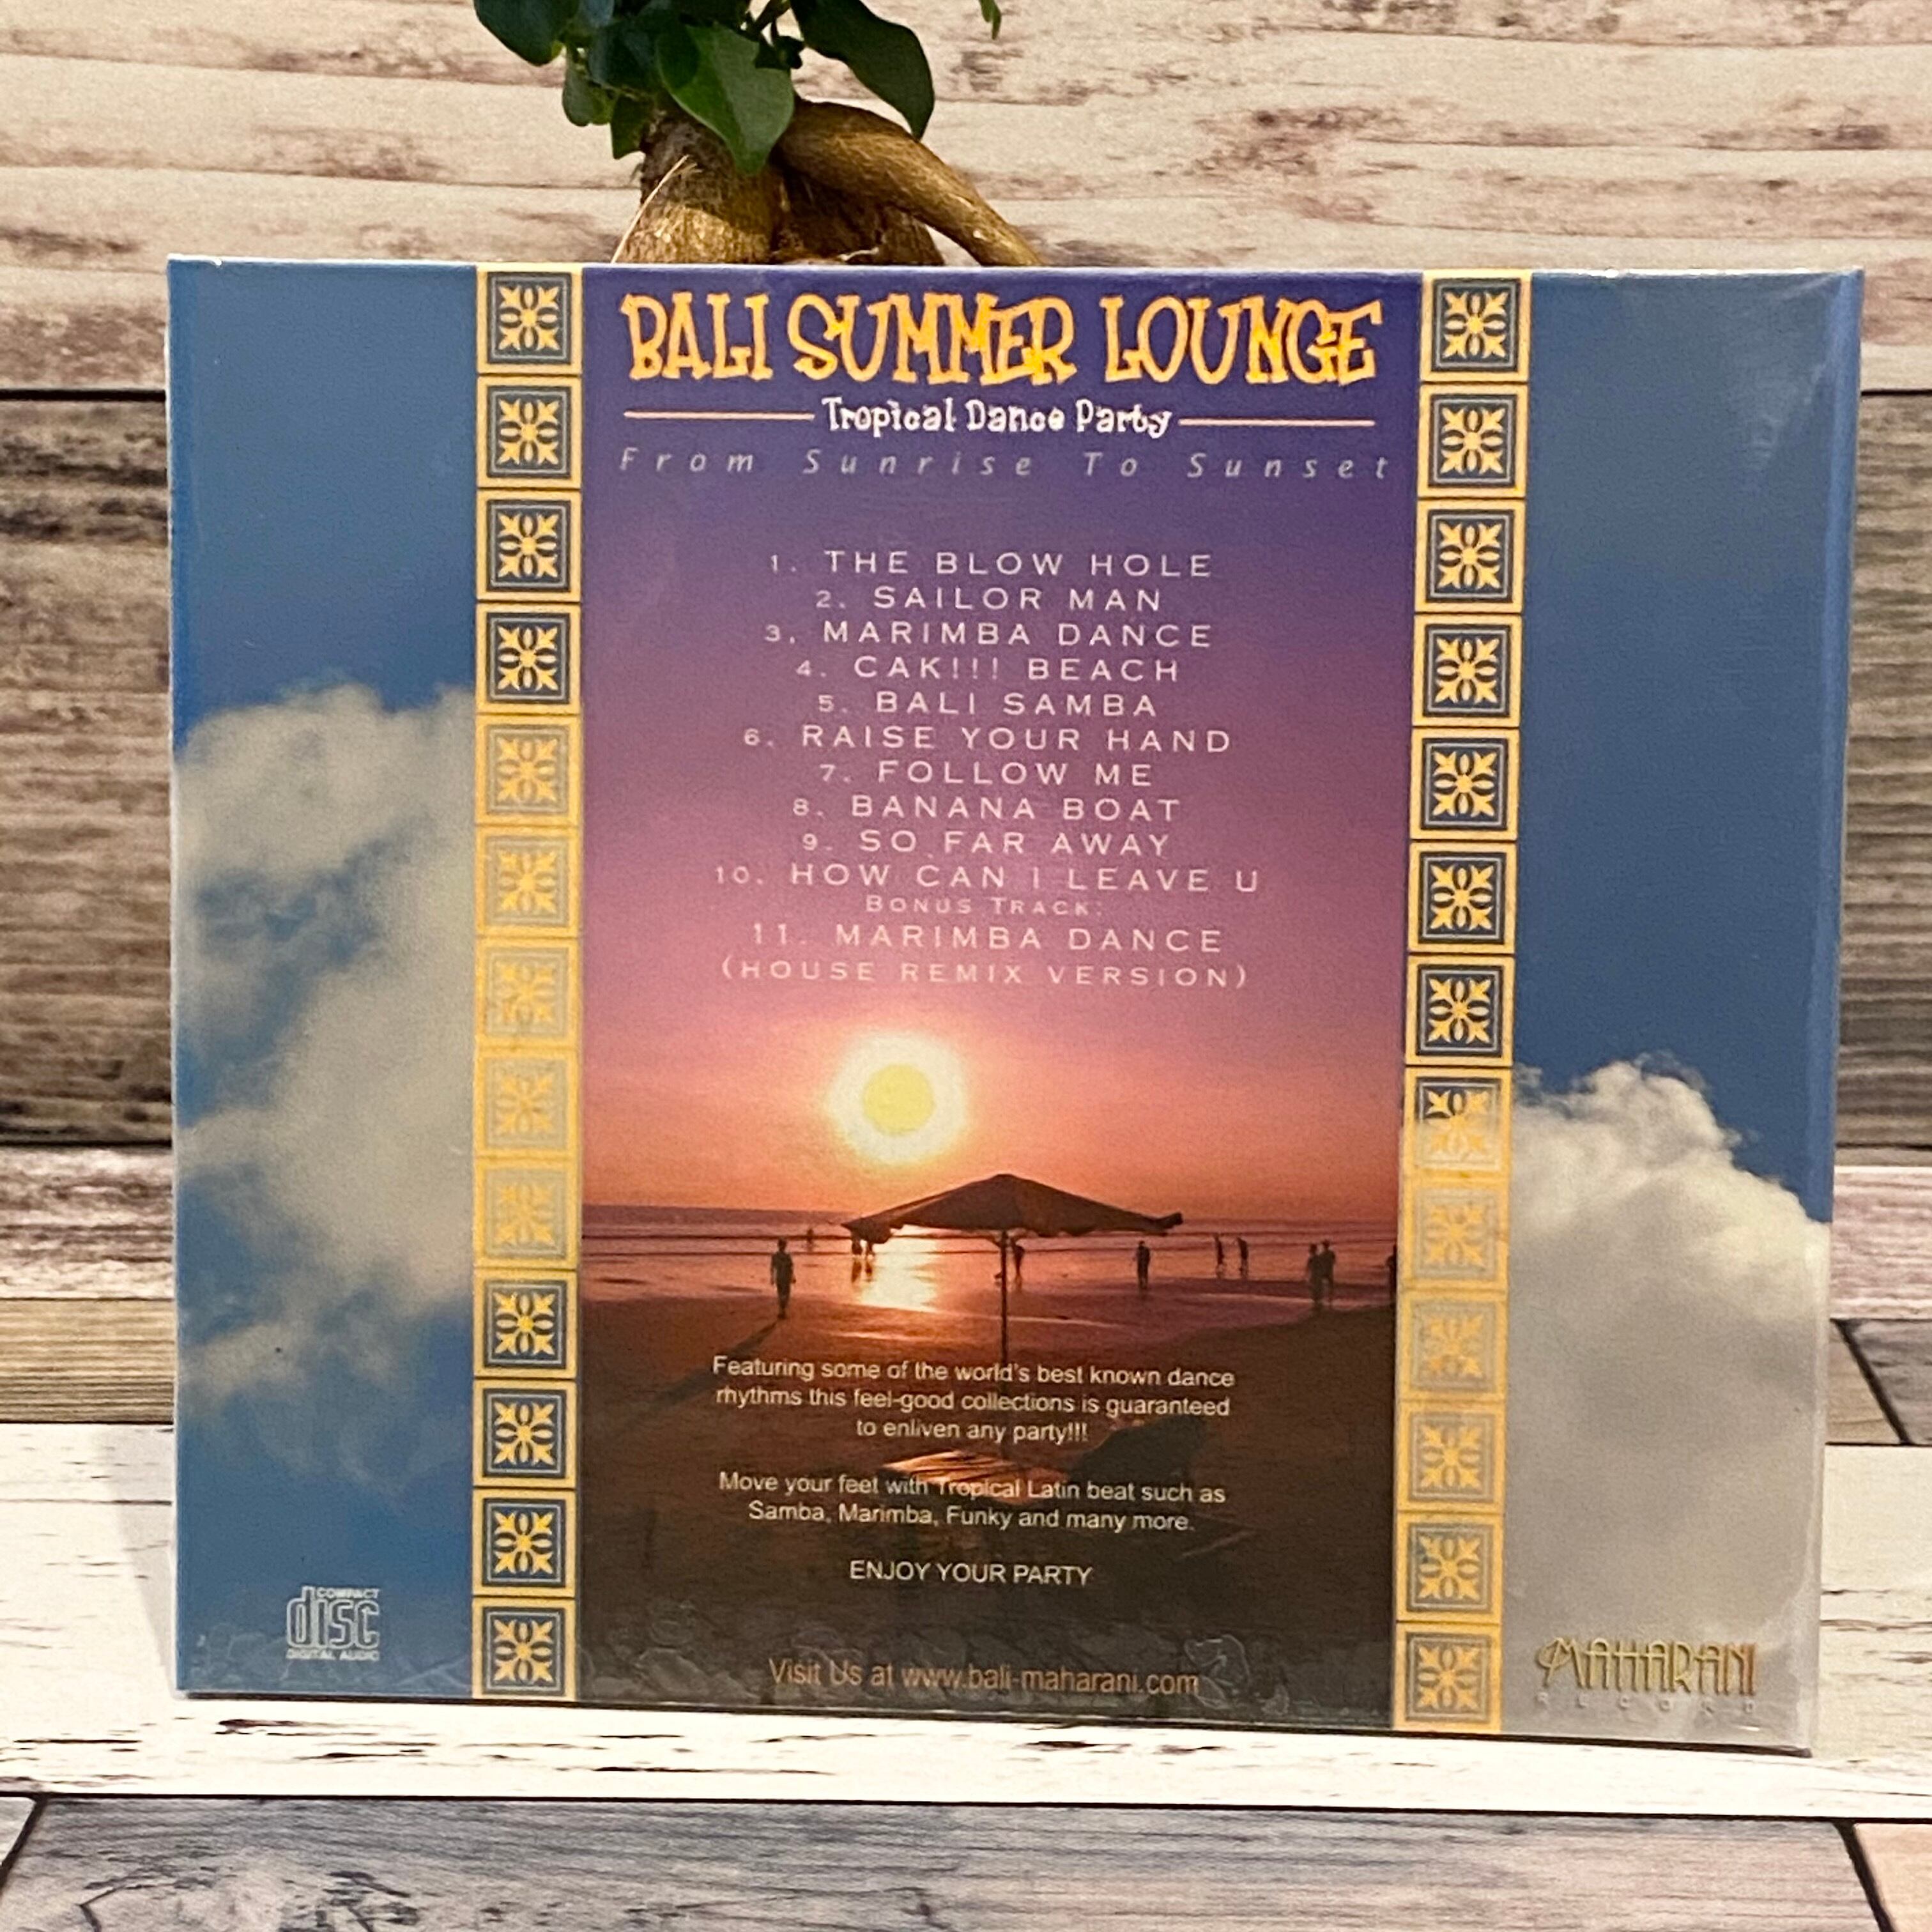 BALI SUMMER LOUNGE
Tropical Dance Party
From Sunrise To Sunset
1. THE BLOW HOLE
2. SAILOR MAN
3. MARIMBA DANCE
4. CAK!!! BEACH
5. BALI SAMBA
6. RAISE YOUR HAND
7. FOLLOW ME
8. BANANA BOAT
9. SO FAR AWAY
10. HOW CAN I LEAVE U
BONUS TRACK:
11. MARIMBA DANCE
(HOUSE REMIX VERSION)
Featuring some of the world's best known dance
rhythms this feel-good collections is guaranteed
to enliven any party!!!
Move your feet with Tropical Latin beat such as
Samba, Marimba, Funky and many more.
ENJOY YOUR PARTY
Visit Us at www.bali-maharani.com
COMPACT
disc
DIGITAL AUDIO
MAHARANI
RECORD